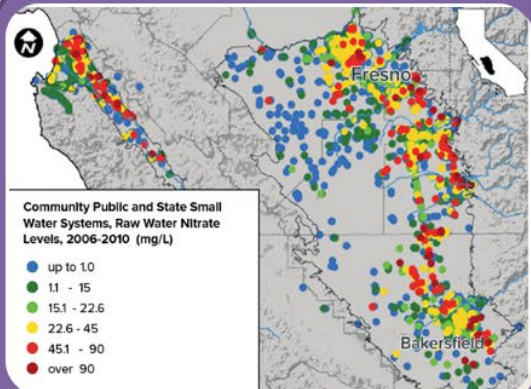 N
Fresno
Community Public and State Small
Water Systems, Raw Water Nitrate
Levels, 2006-2010 (mg/L)
up to 1.0
1.1 - 15
15.1 - 22.6
22.6 - 45
45.1 - 90
over 90
Bakersfield